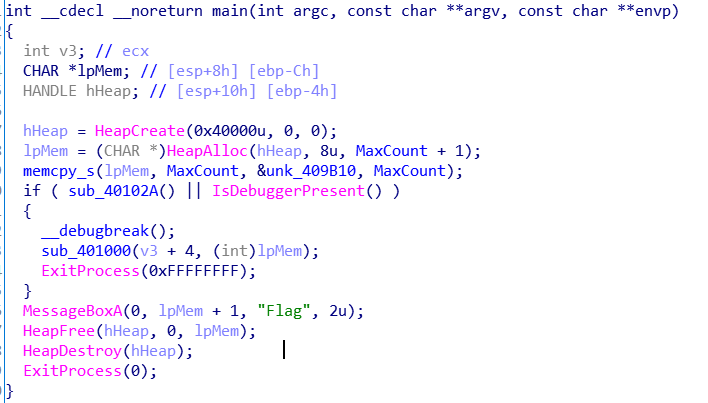 int __cdecl __noreturn main(int argc, const char **argv, const char **envp)
{
int v3; // ecx
CHAR *lpMem; // [esp+8h] [ebp-Ch]
HANDLE hHeap; // [esp+10h] [ebp-4h]
hHeap = HeapCreate(0x40000u, 0, 0);
lpMem = (CHAR *)HeapAlloc(hHeap, 8u, MaxCount + 1);
memcpy_s(lpMem, MaxCount, &unk_409B10, MaxCount);
if ( sub_40102A() || IsDebuggerPresent() )
{
__debugbreak();
sub_401000(v3 + 4, (int)lpMem);
ExitProcess(0xFFFFFFFF);
}
MessageBoxA(0, lpMem + 1, "Flag", 2u);
HeapFree(hHeap, 0, lpMem);
HeapDestroy(hHeap);
ExitProcess(0);
}